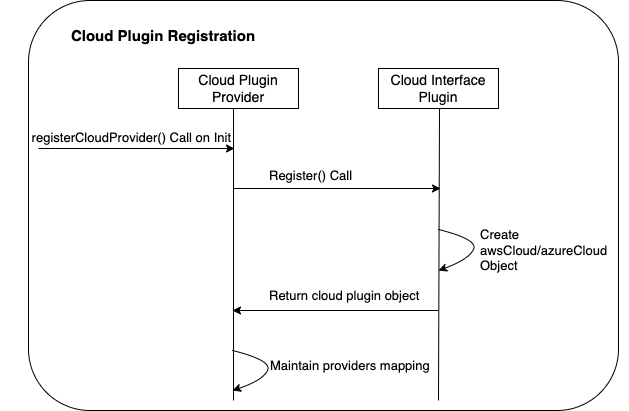 Cloud Plugin Registration
Cloud Plugin
Provider
Cloud Interface
Plugin
registerCloudProvider() Call on Init
Register() Call
Create
awsCloud/azureCloud
Object
Return cloud plugin object
Maintain providers mapping